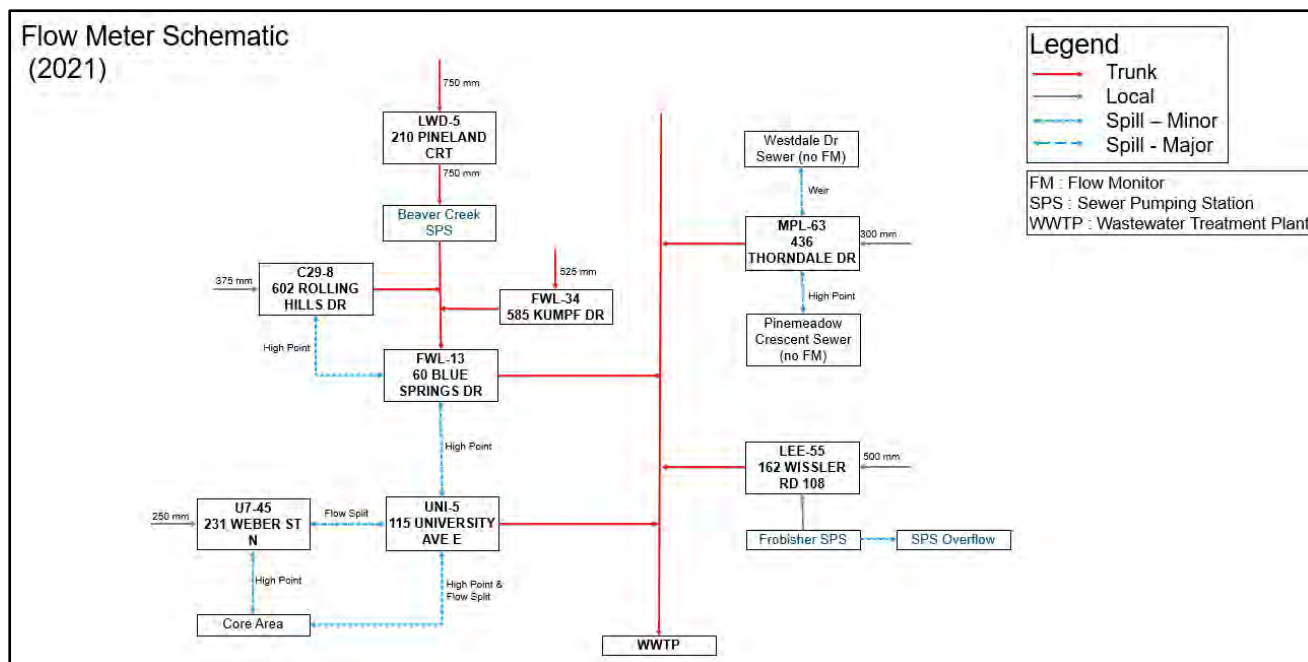 Flow Meter Schematic
(2021)
Legend
Trunk
Local
Spill – Minor
Spill - Major
FM : Flow Monitor
SPS : Sewer Pumping Station
WWTP : Wastewater Treatment Plant
750 mm
LWD-5
210 PINELAND
CRT
750 mm
Beaver Creek
SPS
375 mm
C29-8
602 ROLLING
HILLS DR
525 mm
FWL-34
585 KUMPF DR
High Point
FWL-13
60 BLUE
SPRINGS DR
High Point
250 mm
U7-45
231 WEBER ST
N
Flow Split
UNI-5
115 UNIVERSITY
AVE E
High Point
High Point &
Flow Split
Core Area
Westdale Dr
Sewer (no FM)
Weir
MPL-63
436
THORNDALE DR
300 mm
High Point
Pinemeadow
Crescent Sewer
(no FM)
LEE-55
162 WISSLER
RD 108
500 mm
Frobisher SPS
SPS Overflow
WWTP